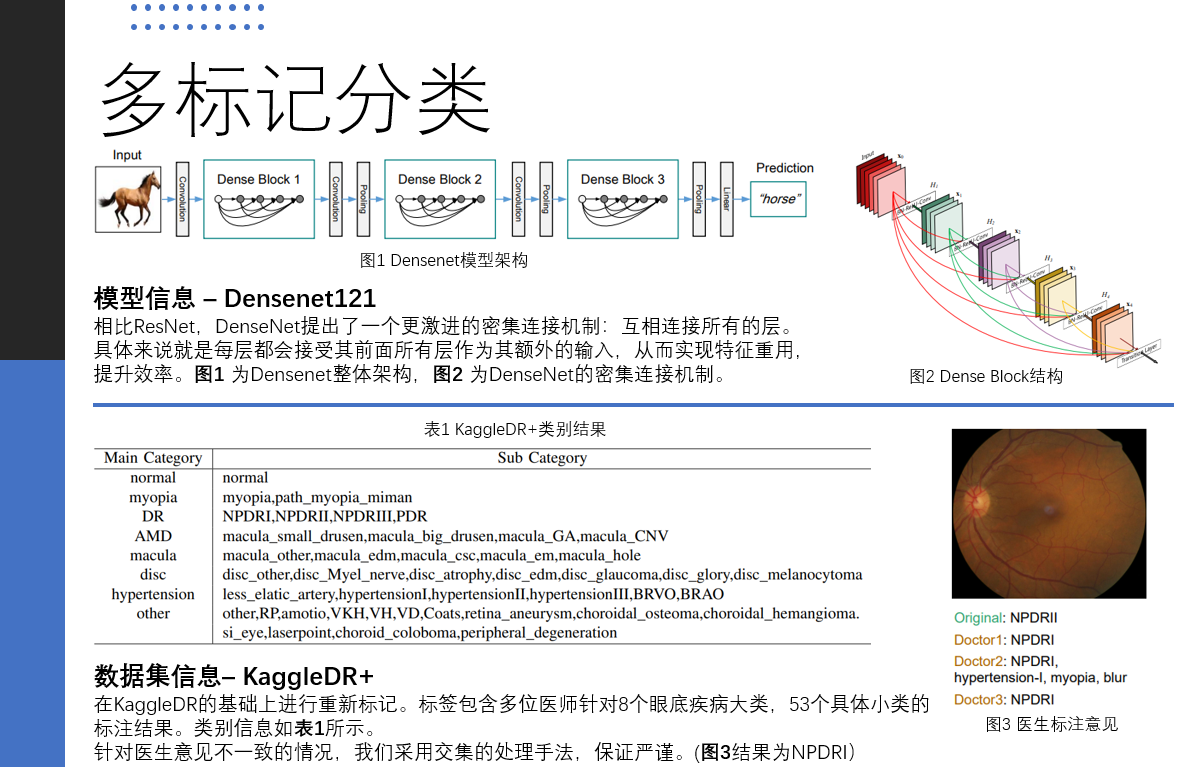 多标记分类
Input
Convolution
Dense Block 1
Convolution
Pooling
Dense Block 2
Convolution
Pooling
Dense Block 3
Pooling
Linear
Prediction
“horse”
图1 Densenet模型架构
Input
x0
H1
x1
BN-ReLU-Conv
H2
x2
BN-ReLU-Conv
H3
x3
BN-ReLU-Conv
H4
x4
BN-ReLU-Conv
Transition Layer
图2 Dense Block结构
模型信息 – Densenet121
相比ResNet，DenseNet提出了一个更激进的密集连接机制：互相连接所有的层。
具体来说就是每层都会接受其前面所有层作为其额外的输入，从而实现特征重用，
提升效率。图1 为Densenet整体架构，图2 为DenseNet的密集连接机制。
表1 KaggleDR+类别结果
Main Category Sub Category
normal normal
myopia myopia,path_myopia_miman
DR NPDRI,NPDRII,NPDRIII,PDR
AMD macula_small_drusen,macula_big_drusen,macula_GA,macula_CNV
macula macula_other,macula_edm,macula_csc,macula_em,macula_hole
disc disc_other,disc_Myel_nerve,disc_atrophy,disc_edm,disc_glaucoma,disc_glory,disc_melanocytoma
hypertension less_elatic_artery,hypertensionI,hypertensionII,hypertensionIII,BRVO,BRAO
other other,RP,amotio,VKH,VH,VD,Coats,retina_aneurysm,choroidal_osteoma,choroidal_hemangioma.
si_eye,laserpoint,choroid_coloboma,peripheral_degeneration
数据集信息– KaggleDR+
在KaggleDR的基础上进行重新标记。标签包含多位医师针对8个眼底疾病大类，53个具体小类的
标注结果。类别信息如表1所示。
针对医生意见不一致的情况，我们采用交集的处理手法，保证严谨。(图3结果为NPDRI）
Original: NPDRII
Doctor1: NPDRI
Doctor2: NPDRI,
hypertension-I, myopia, blur
Doctor3: NPDRI
图3 医生标注意见